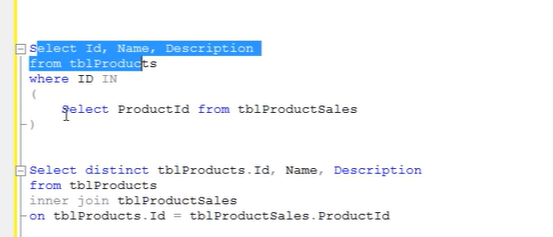 Select Id, Name, Description
from tblProducts
where ID IN
(
Select ProductId from tblProductSales
)
Select distinct tblProducts.Id, Name, Description
from tblProducts
inner join tblProductSales
on tblProducts.Id = tblProductSales.ProductId